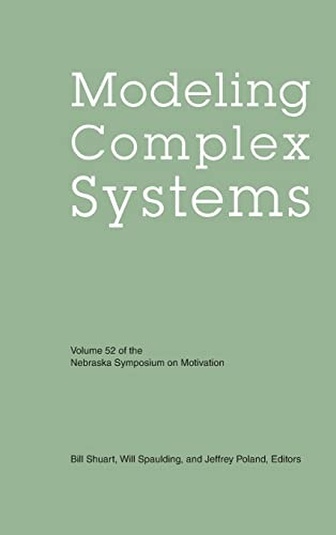 Modeling
Complex
Systems
Volume 52 of the
Nebraska Symposium on Motivation
Bill Shuart, Will Spaulding, and Jeffrey Poland, Editors